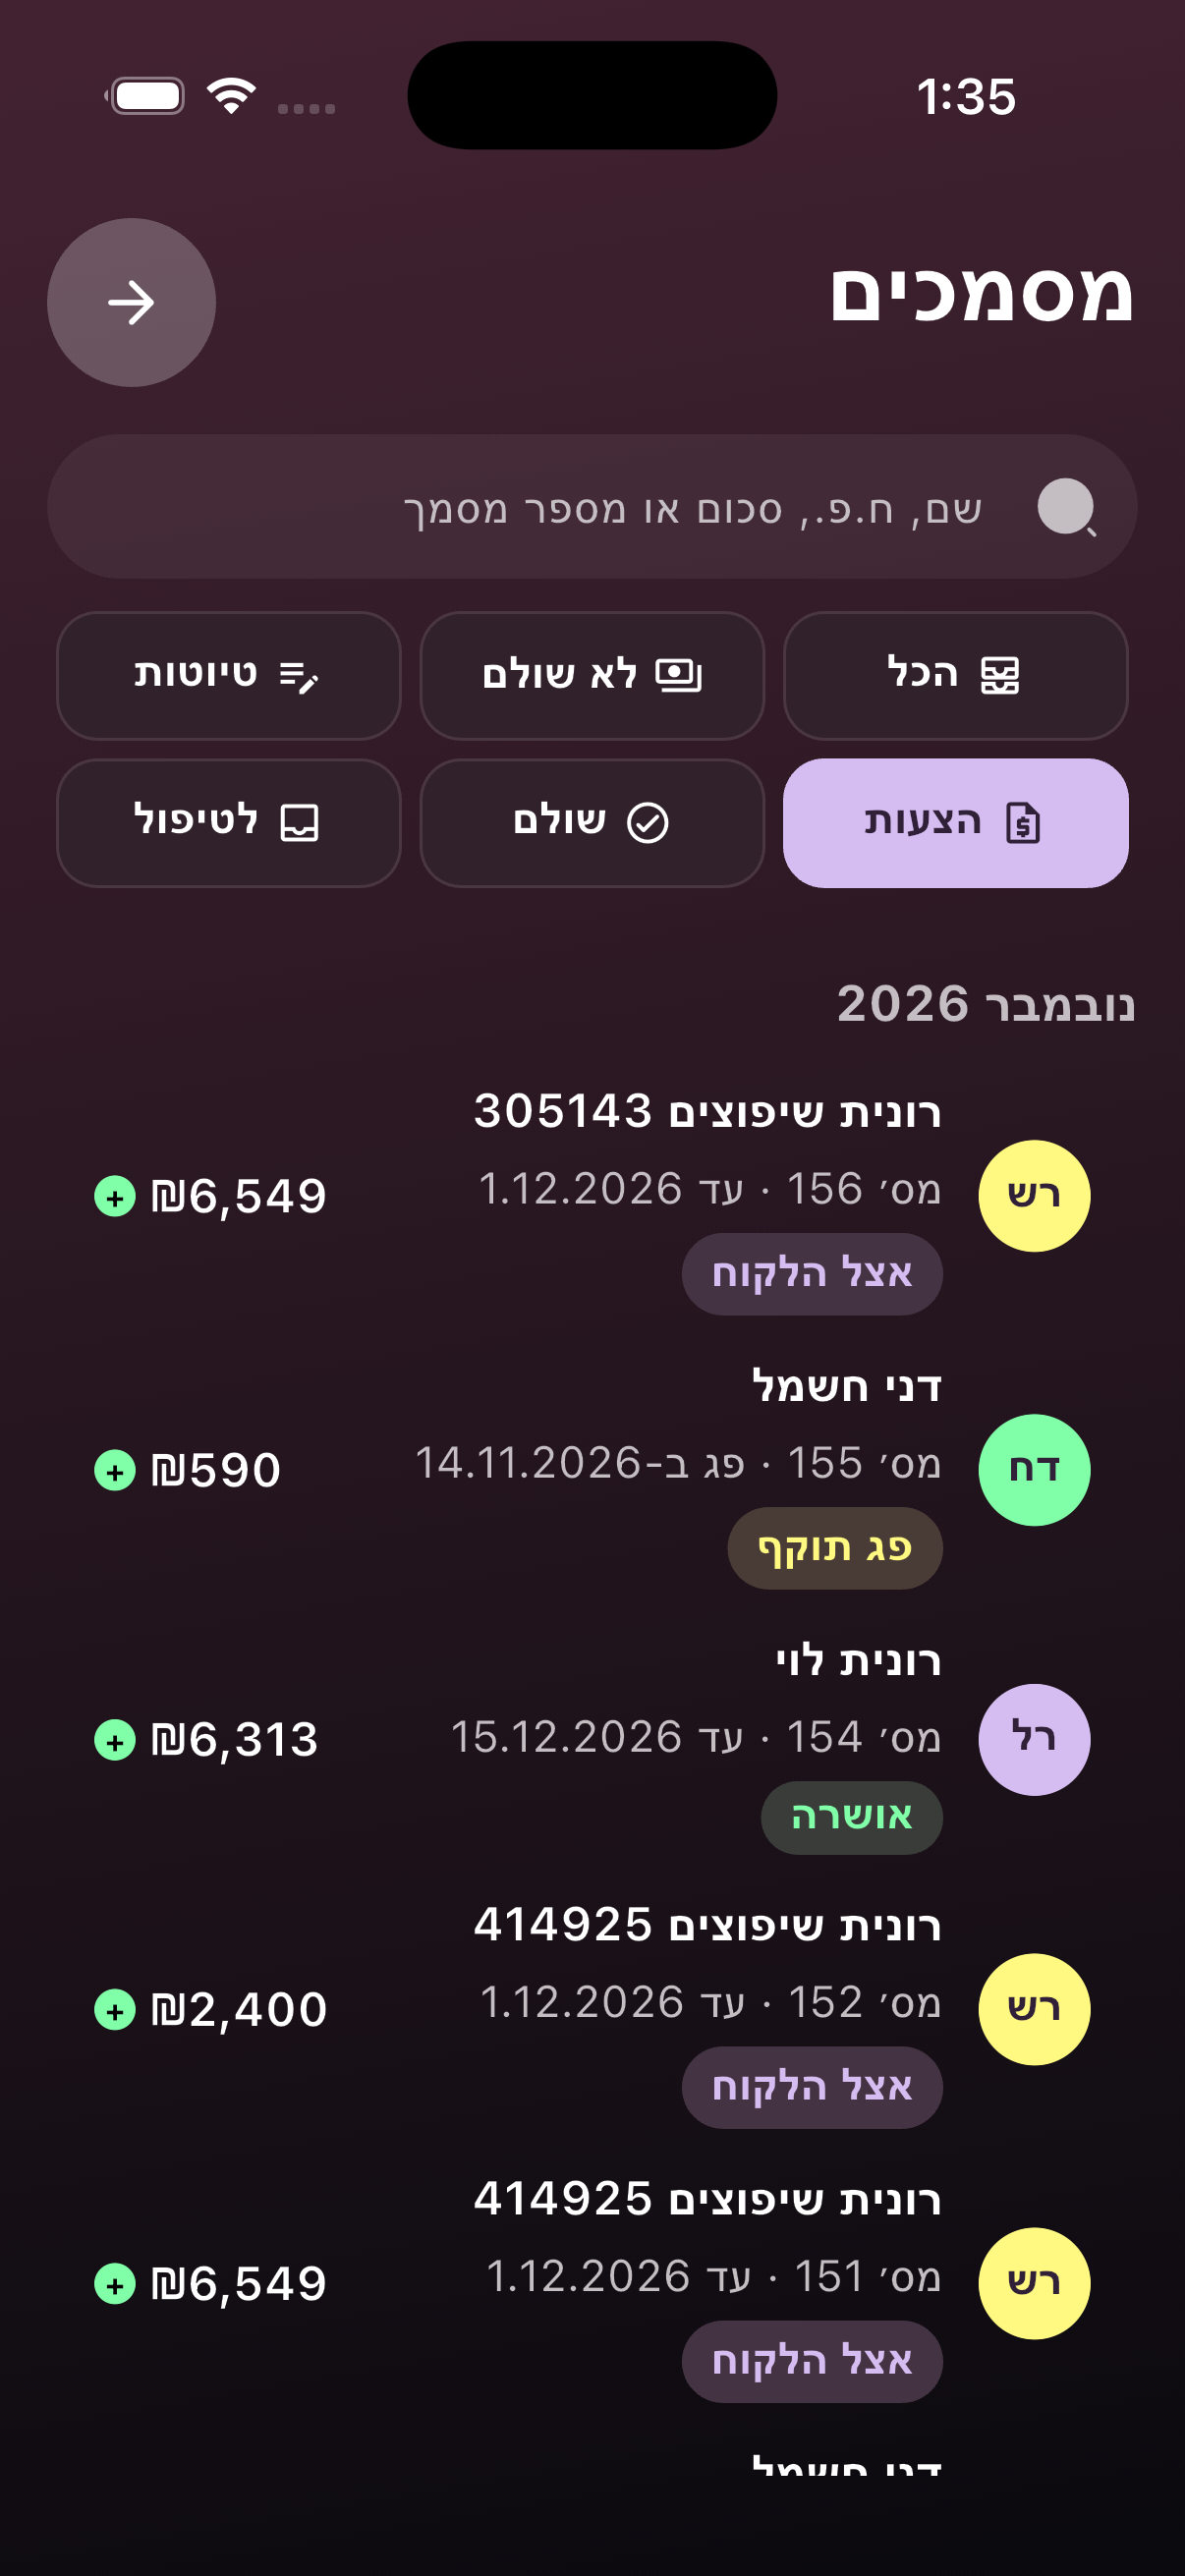 1:35
מסמכים
שם, ח.פ., סכום או מספר מסמך
הכל
לא שולם
טיוטות
הצעות
שולם
לטיפול
נובמבר 2026
רש
רונית שיפוצים 305143
מס׳ 156 · עד 1.12.2026
אצל הלקוח
₪6,549
דח
דני חשמל
מס׳ 155 · פג ב-14.11.2026
פג תוקף
₪590
רל
רונית לוי
מס׳ 154 · עד 15.12.2026
אושרה
₪6,313
רש
רונית שיפוצים 414925
מס׳ 152 · עד 1.12.2026
אצל הלקוח
₪2,400
רש
רונית שיפוצים 414925
מס׳ 151 · עד 1.12.2026
אצל הלקוח
₪6,549
דני חשמל